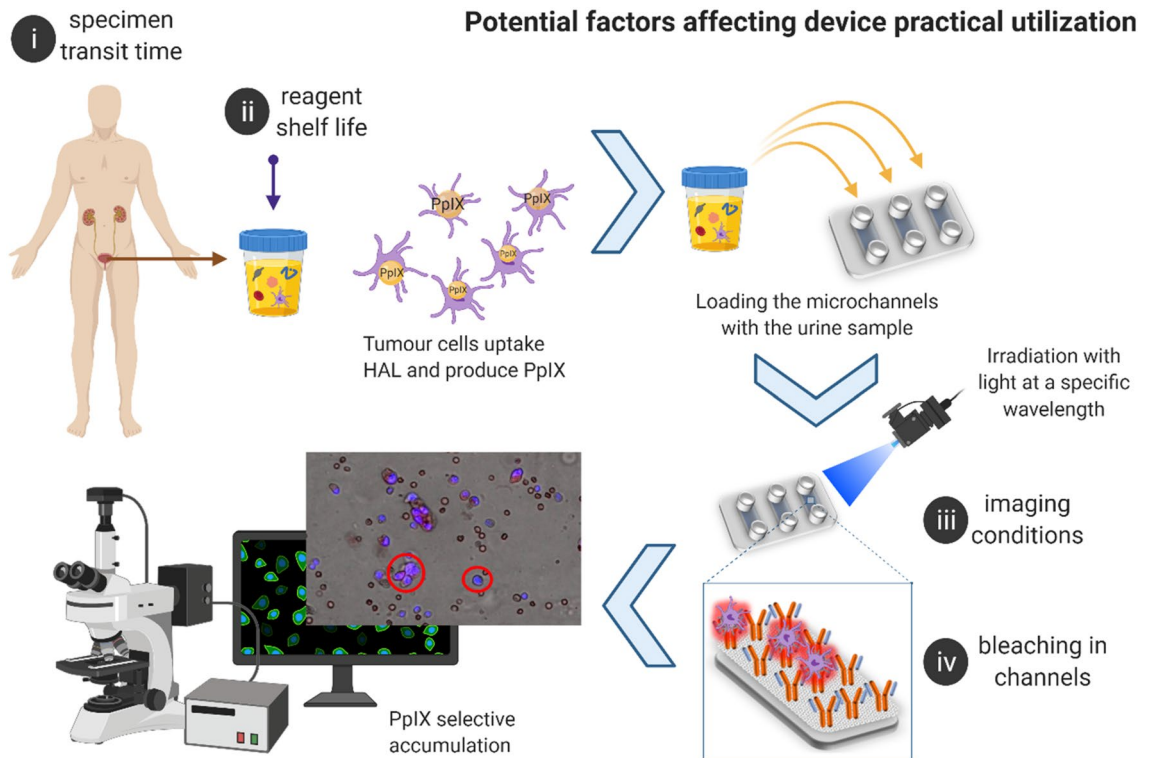 Potential factors affecting device practical utilization
i
specimen
transit time
ii
reagent
shelf life
PpIX
PpIX
PpIX
PpIX
PpIX
Tumour cells uptake
HAL and produce PpIX
Loading the microchannels
with the urine sample
Irradiation with
light at a specific
wavelength
iii
imaging
conditions
iv
bleaching in
channels
PpIX selective
accumulation